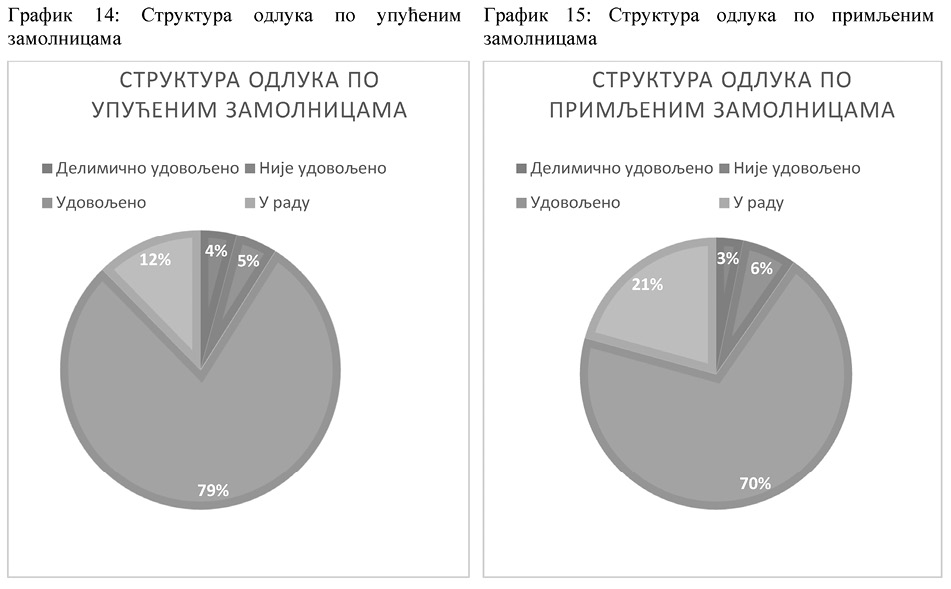 График 14: Структура одлука по упућеним
замолницама
СТРУКТУРА ОДЛУКА ПО
УПУЋЕНИМ ЗАМОЛНИЦАМА
Делимично удовољено Није удовољено
Удовољено У раду
12% 4% 5%
79%
График 15: Структура одлука по примљеним
замолницама
СТРУКТУРА ОДЛУКА ПО
ПРИМЉЕНИМ ЗАМОЛНИЦАМА
Делимично удовољено Није удовољено
Удовољено У раду
3% 6%
21%
70%